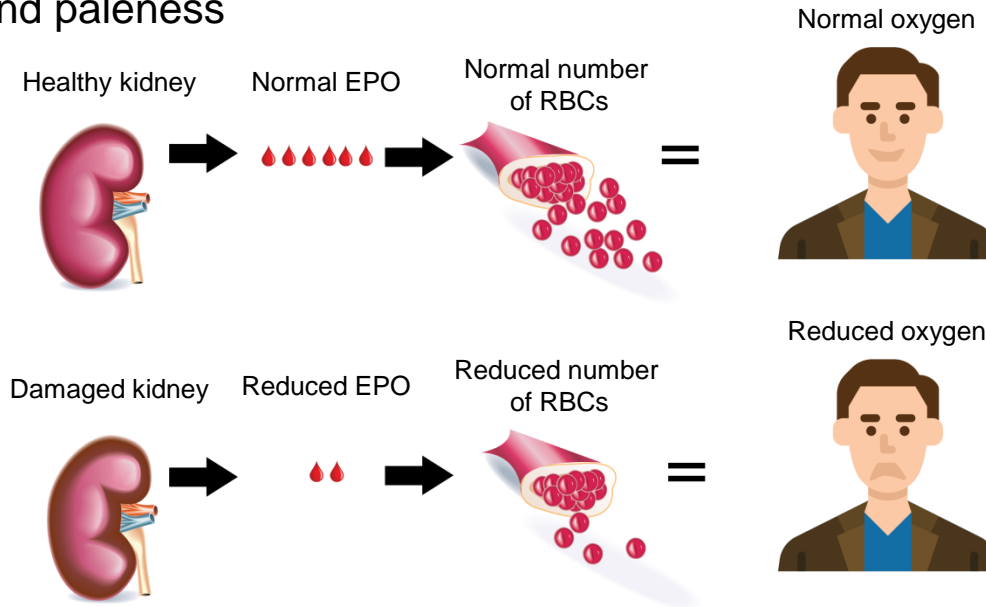 nd paleness
Normal oxygen
Healthy kidney
Normal EPO
Normal number
of RBCs
=
Reduced oxygen
Damaged kidney
Reduced EPO
Reduced number
of RBCs
=